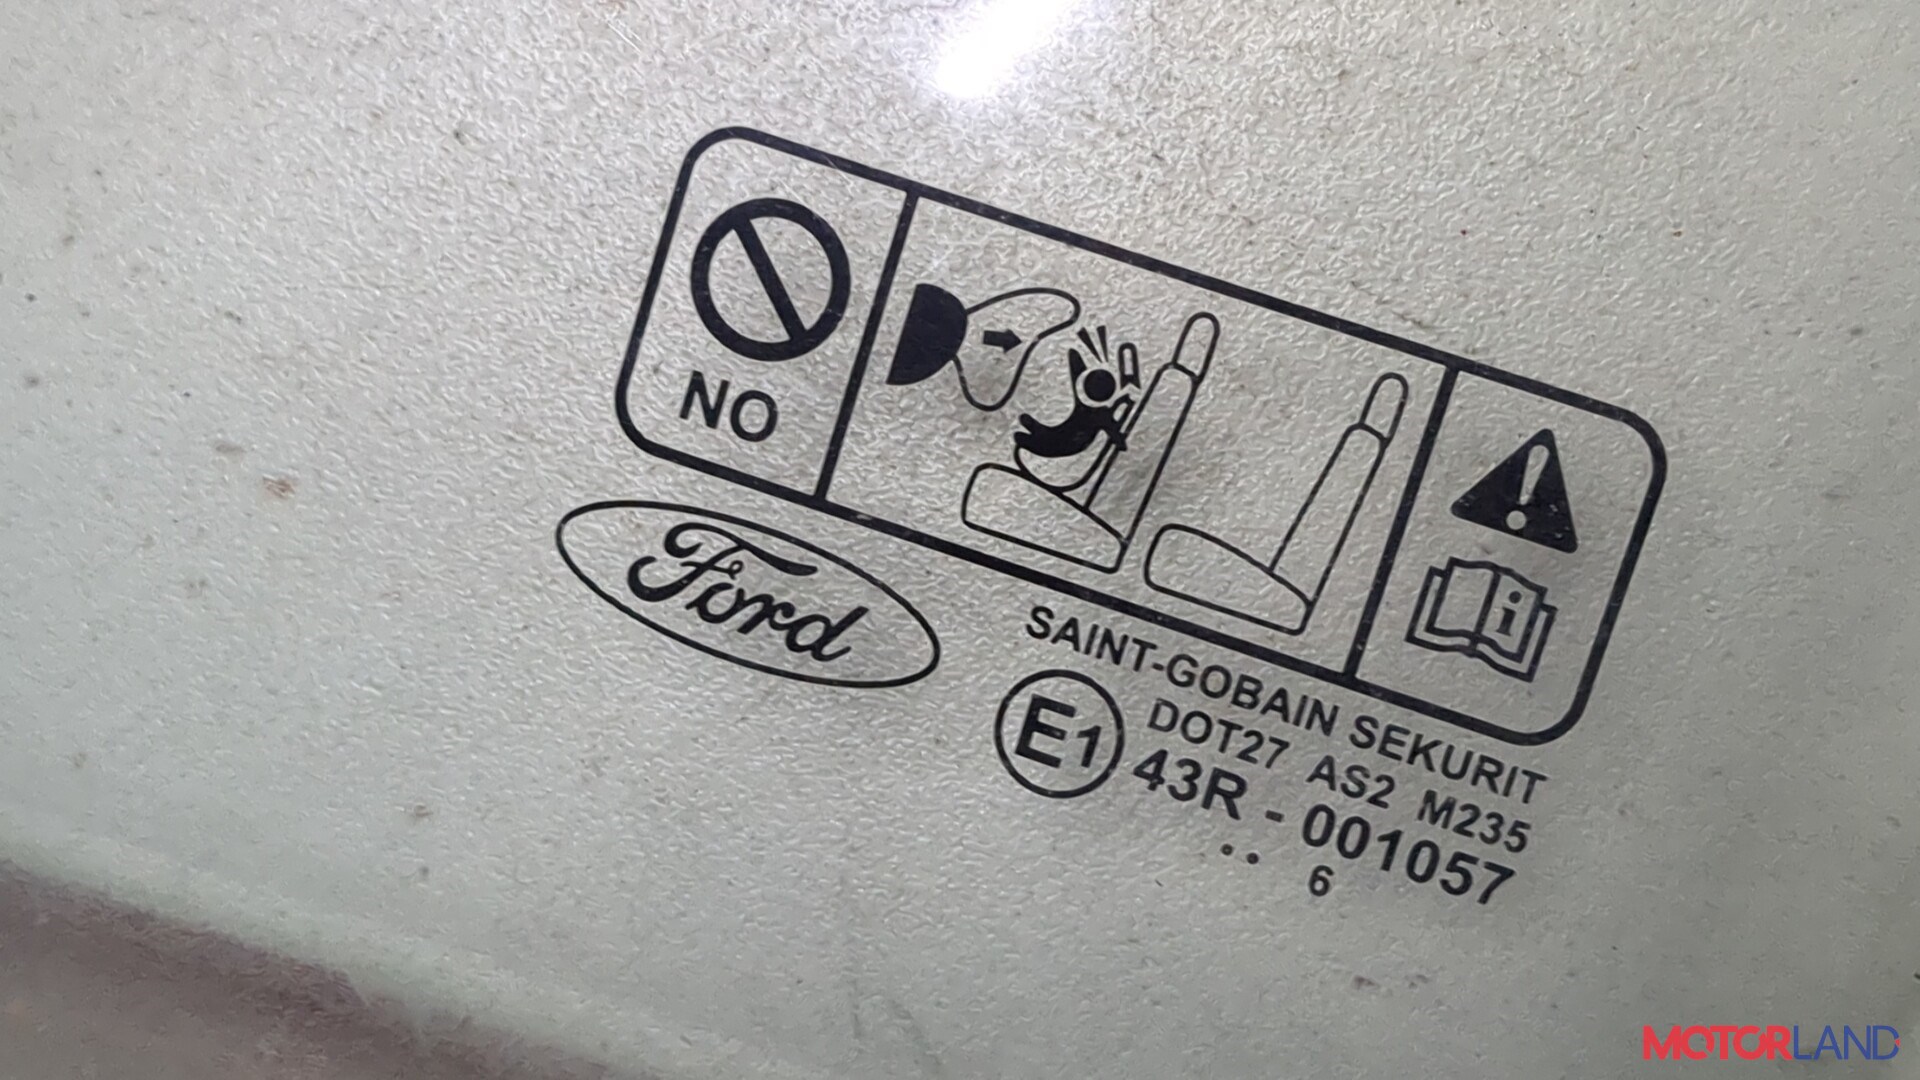 NO
Ford
SAINT-GOBAIN SEKURIT
DOT27 AS2 M235
E1 43R - 001057
.. 6
MOTORLAND